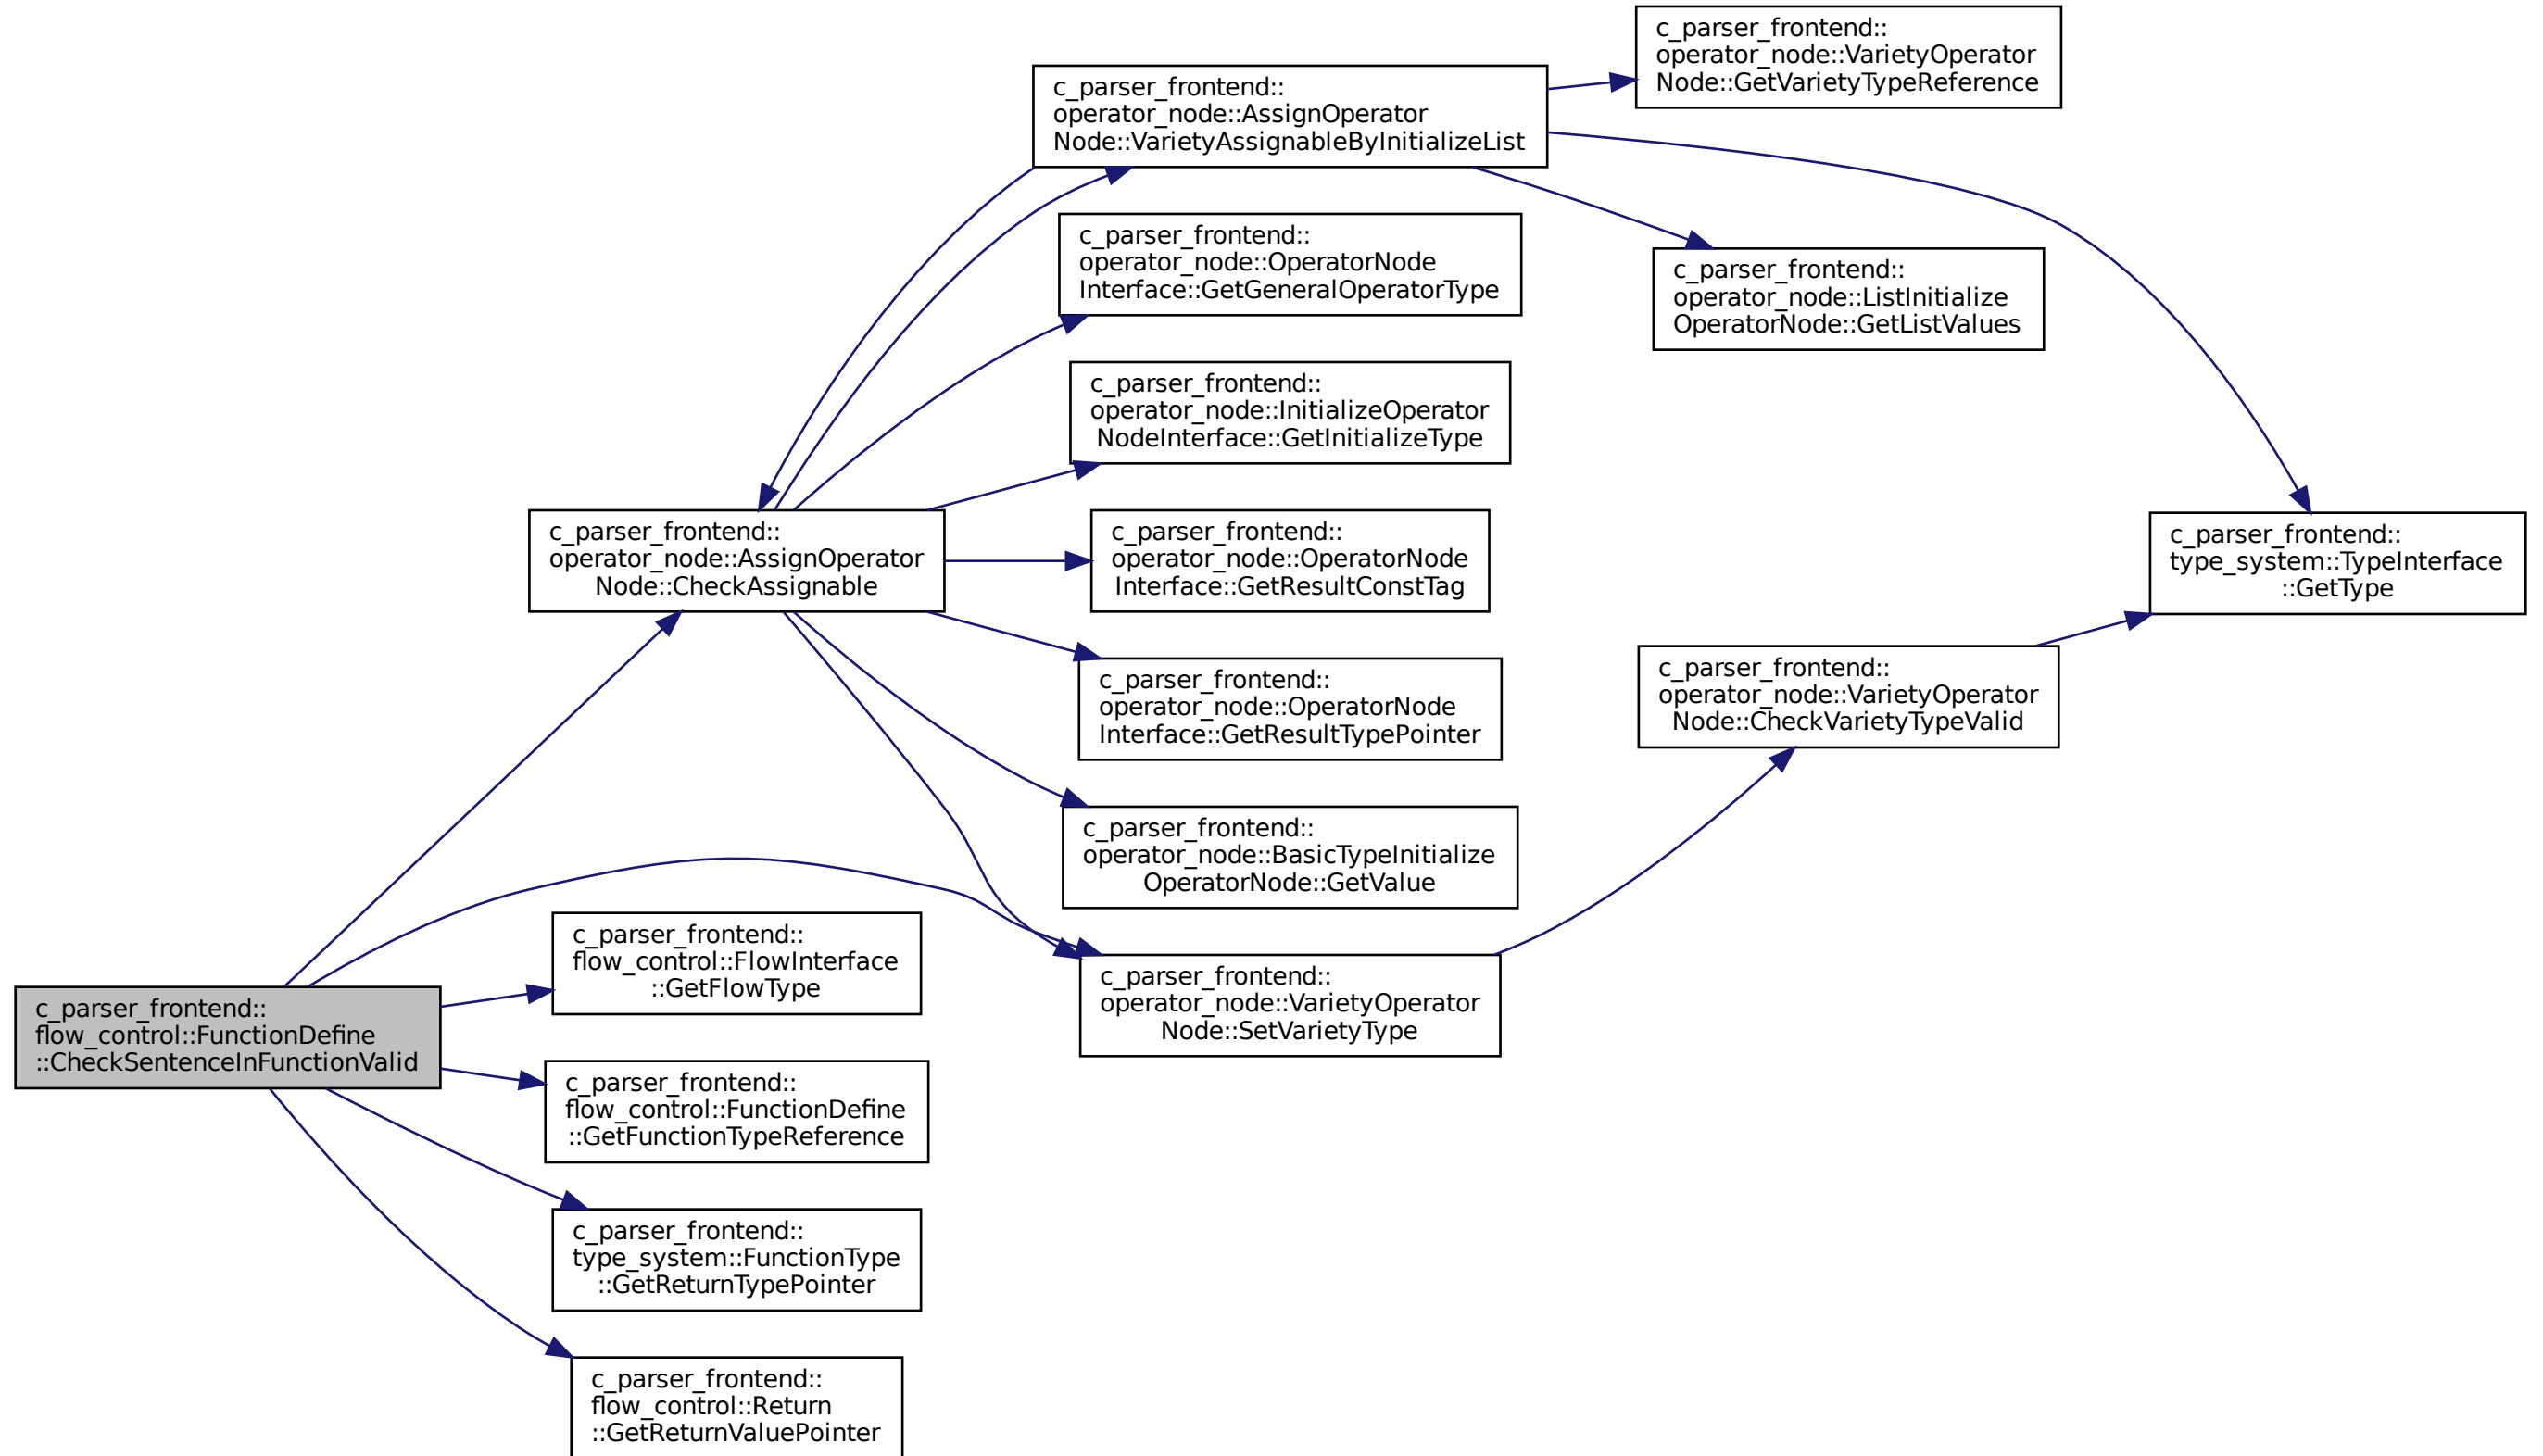 c_parser_frontend::
operator_node::VarietyOperator
Node::GetVarietyTypeReference
c_parser_frontend::
operator_node::AssignOperator
Node::VarietyAssignableByInitializeList
c_parser_frontend::
operator_node::OperatorNode
Interface::GetGeneralOperatorType
c_parser_frontend::
operator_node::ListInitialize
OperatorNode::GetListValues
c_parser_frontend::
operator_node::InitializeOperator
NodeInterface::GetInitializeType
c_parser_frontend::
operator_node::AssignOperator
Node::CheckAssignable
c_parser_frontend::
operator_node::OperatorNode
Interface::GetResultConstTag
c_parser_frontend::
type_system::TypeInterface
::GetType
c_parser_frontend::
operator_node::OperatorNode
Interface::GetResultTypePointer
c_parser_frontend::
operator_node::VarietyOperator
Node::CheckVarietyTypeValid
c_parser_frontend::
operator_node::BasicTypeInitialize
OperatorNode::GetValue
c_parser_frontend::
flow_control::FlowInterface
::GetFlowType
c_parser_frontend::
operator_node::VarietyOperator
Node::SetVarietyType
c_parser_frontend::
flow_control::FunctionDefine
::CheckSentenceInFunctionValid
c_parser_frontend::
flow_control::FunctionDefine
::GetFunctionTypeReference
c_parser_frontend::
type_system::FunctionType
::GetReturnTypePointer
c_parser_frontend::
flow_control::Return
::GetReturnValuePointer